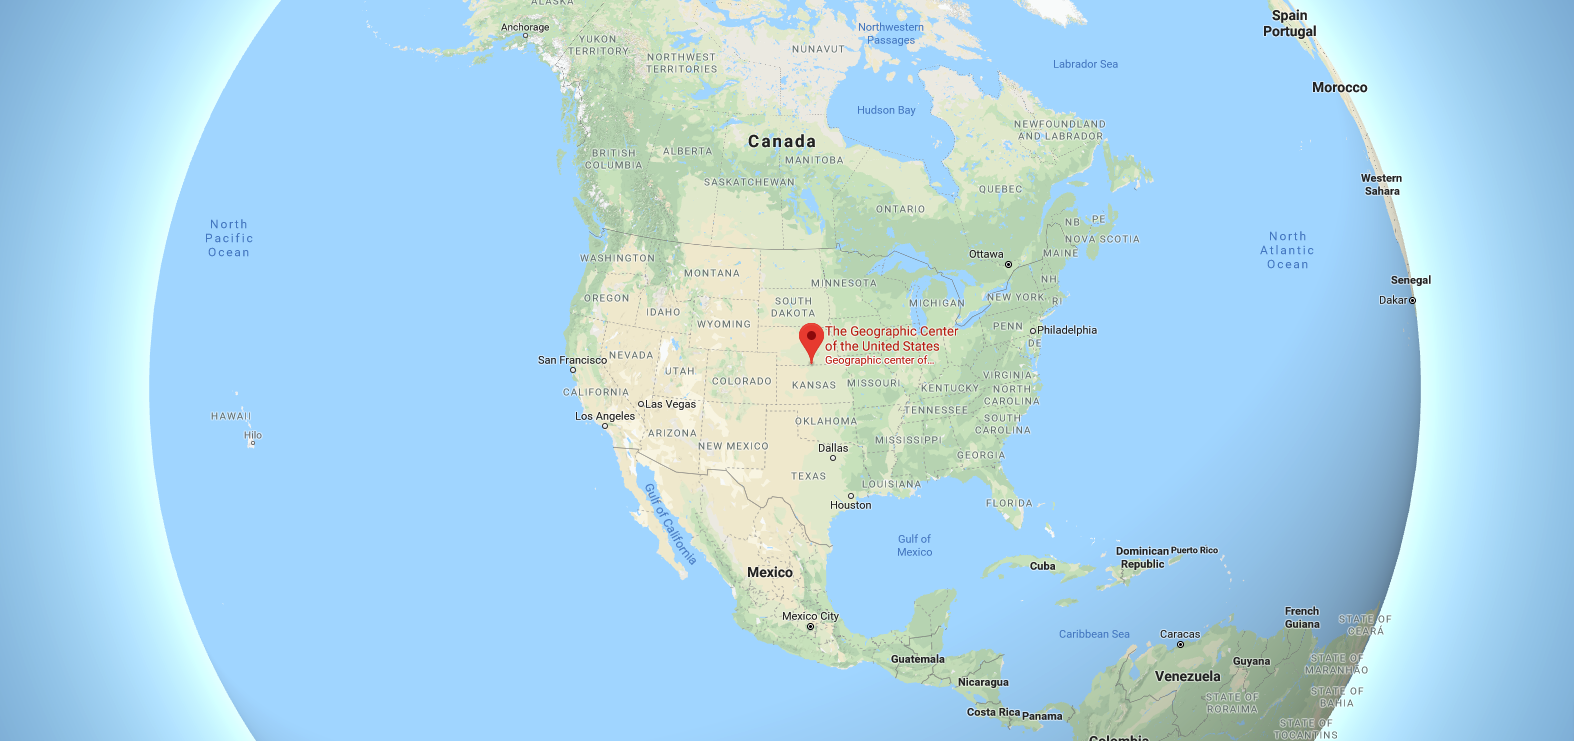 ALASKA
Anchorage
YUKON
TERRITORY
NORTHWEST
TERRITORIES
NUNAVUT
Northwestern
Passages
Labrador Sea
Spain
Portugal
Morocco
Hudson Bay
NEWFOUNDLAND
AND LABRADOR
Canada
BRITISH
COLUMBIA
ALBERTA
MANITOBA
SASKATCHEWAN
QUEBEC
Western
Sahara
ONTARIO
NB
PE
NOVA SCOTIA
North
Pacific
Ocean
North
Atlantic
Ocean
WASHINGTON
MONTANA
Ottawa
MAINE
MINNESOTA
NH
Senegal
Dakar
OREGON
IDAHO
SOUTH
DAKOTA
MICHIGAN
NEW YORK
RI
WYOMING
PENN
Philadelphia
DE
The Geographic Center
of the United States
Geographic center of...
San Francisco
NEVADA
UTAH
COLORADO
KANSAS
MISSOURI
KENTUCKY
VIRGINIA
NORTH
CAROLINA
CALIFORNIA
Las Vegas
Los Angeles
TENNESSEE
SOUTH
CAROLINA
HAWAII
Hilo
ARIZONA
NEW MEXICO
OKLAHOMA
MISSISSIPPI
Dallas
GEORGIA
TEXAS
LOUISIANA
Houston
FLORIDA
Gulf of California
Gulf of
Mexico
Mexico
Cuba
Dominican
Republic
Puerto Rico
Mexico City
Caribbean Sea
Caracas
French
Guiana
STATE OF
CEARÁ
Guatemala
Nicaragua
Venezuela
Guyana
STATE OF
MARANHÃO
STATE OF
RORAIMA
STATE OF
BAHIA
Costa Rica
Panama
STATE OF
TOCANTINS
Colombia